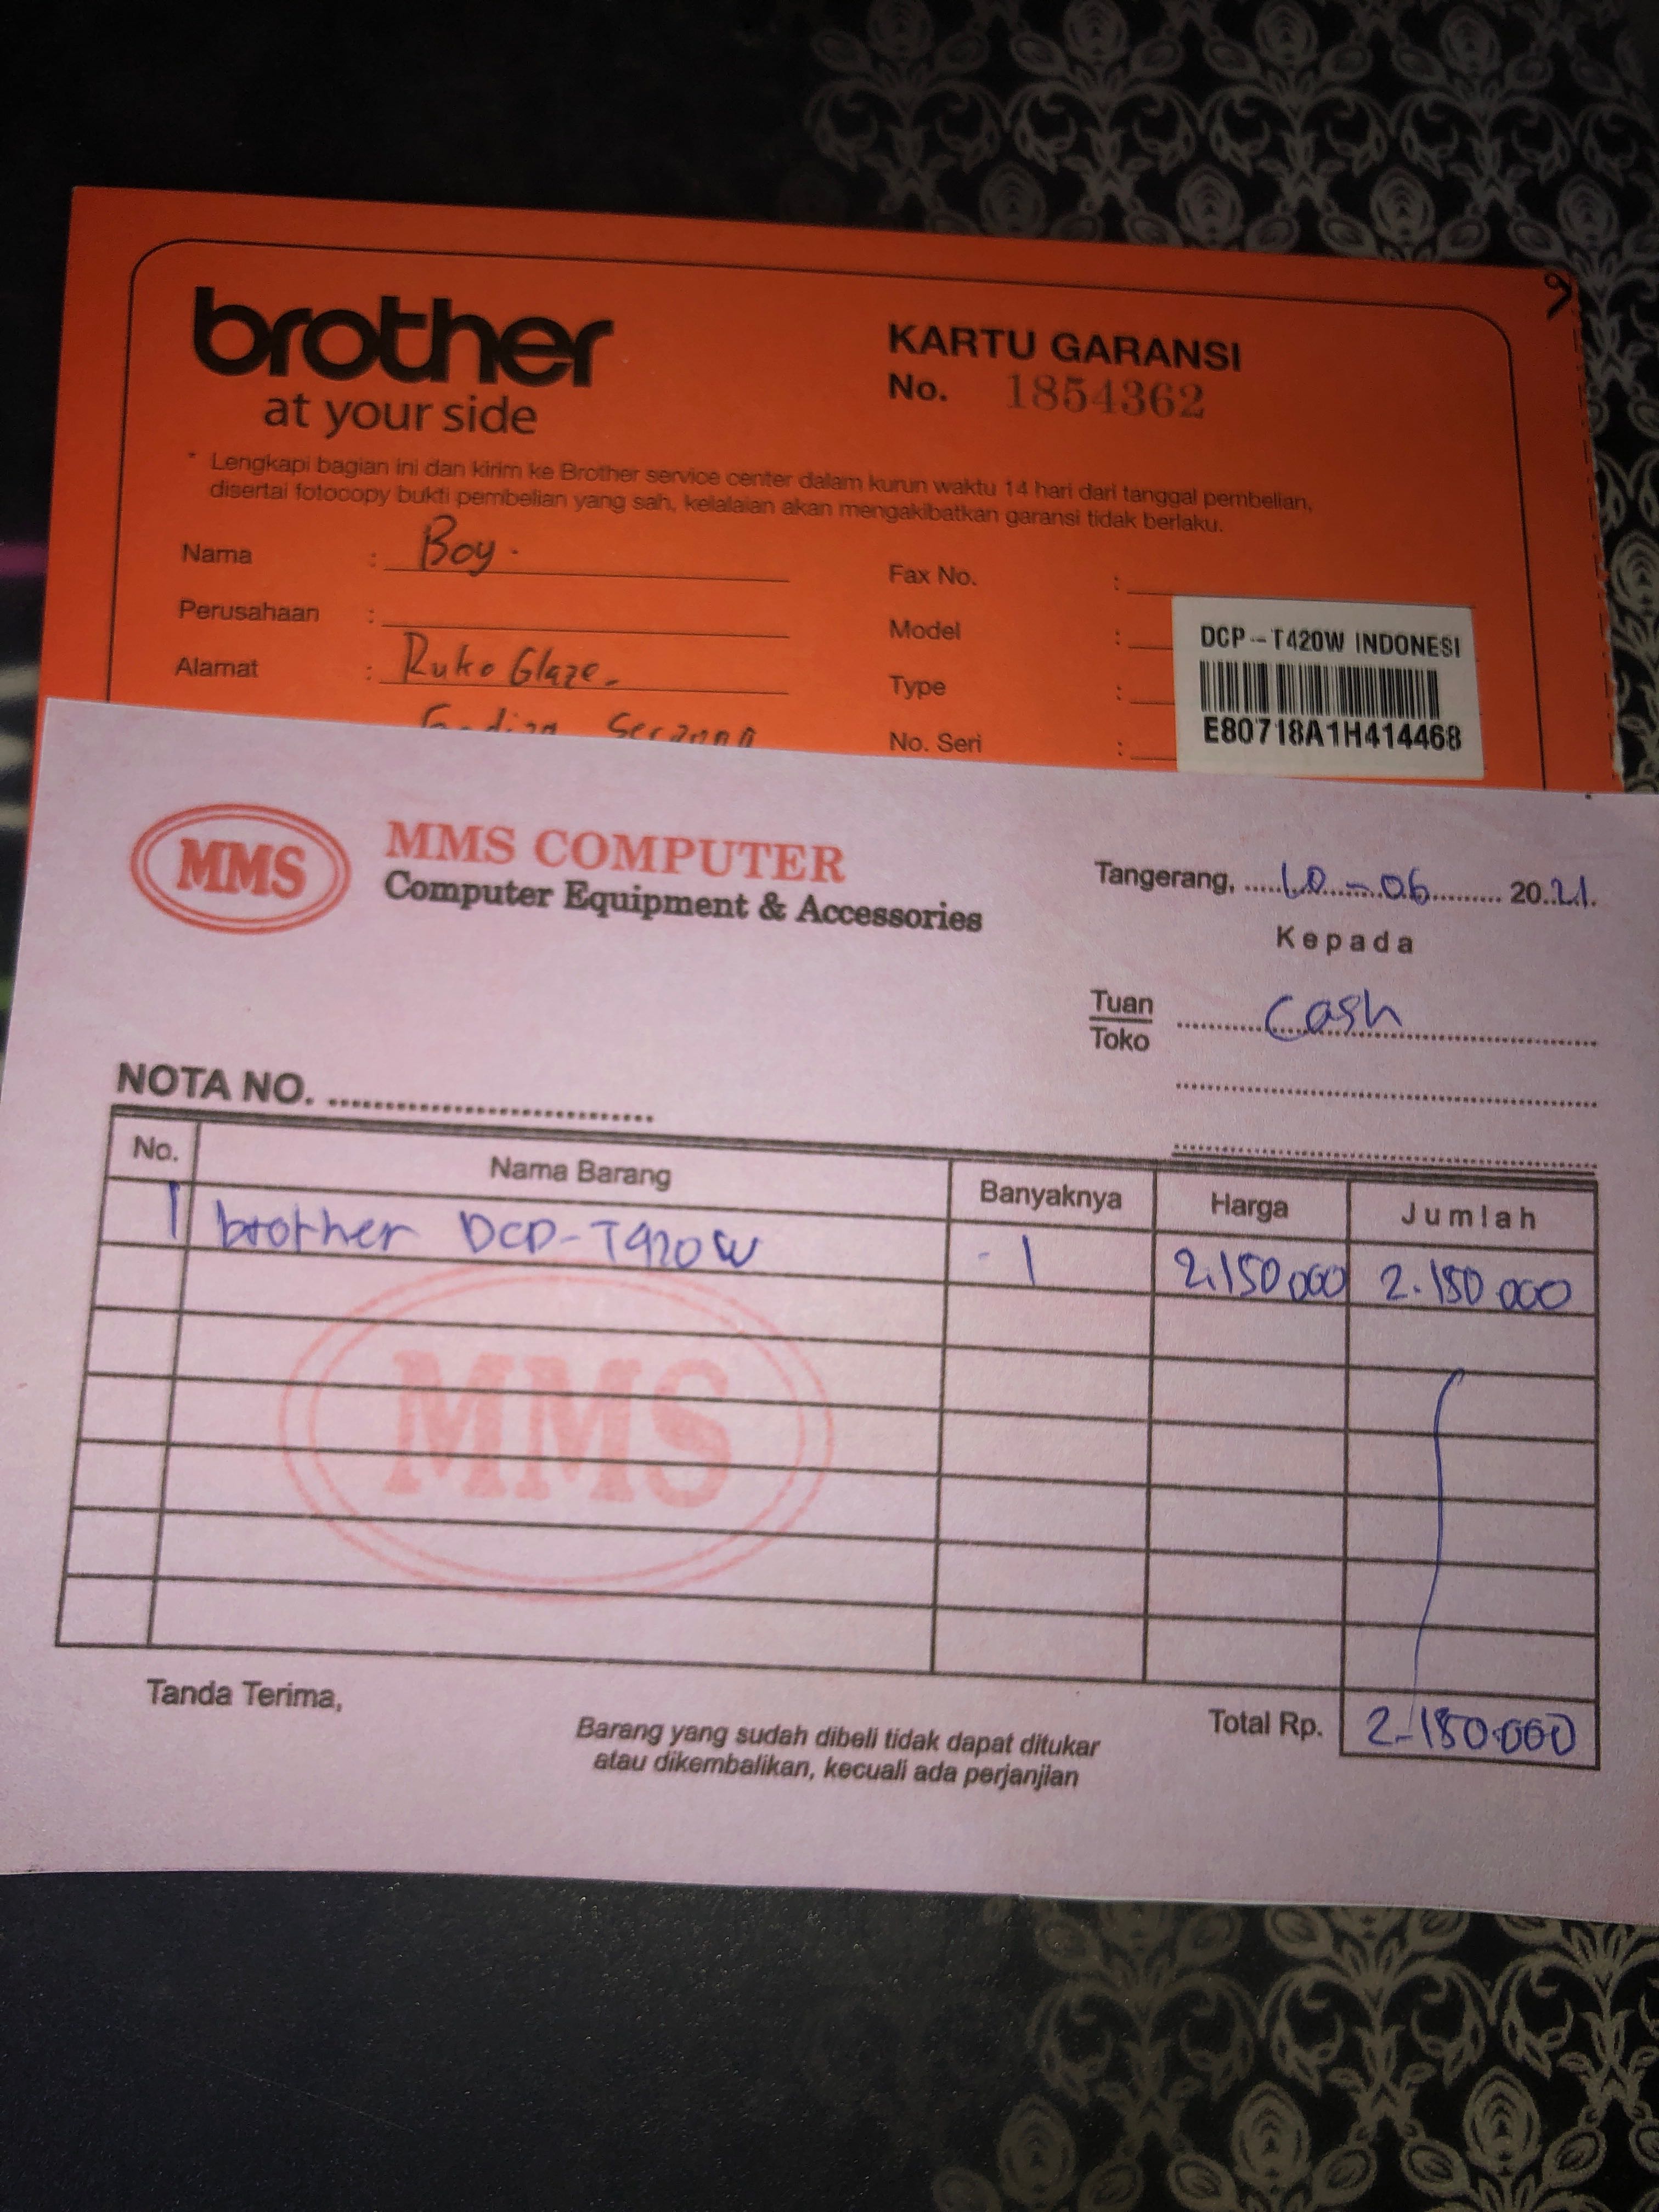 brother
at your side
KARTU GARANSI
No. 1854362
* Lengkapi bagian ini dan kirim ke Brother service center dalam kurun waktu 14 hari dari tanggal pembelian,
disertai fotocopy bukti pembelian yang sah, kelalaian akan mengakibatkan garansi tidak berlaku.
Nama : Boy.
Perusahaan :
Alamat : Ruko Glaze.
Gading Serpong
Fax No. :
Model :
Type :
No. Seri :
DCP-T420W INDONESI
E80718A1H414468
MMS
MMS COMPUTER
Computer Equipment & Accessories
Tangerang, 10-06 2021.
Kepada
Tuan
Toko
Cash
NOTA NO.
No. Nama Barang Banyaknya Harga Jumlah
1 brother DCP-T420W 1 2.150.000 2.150.000
MMS
Tanda Terima,
Barang yang sudah dibeli tidak dapat ditukar
atau dikembalikan, kecuali ada perjanjian
Total Rp. 2.150.000